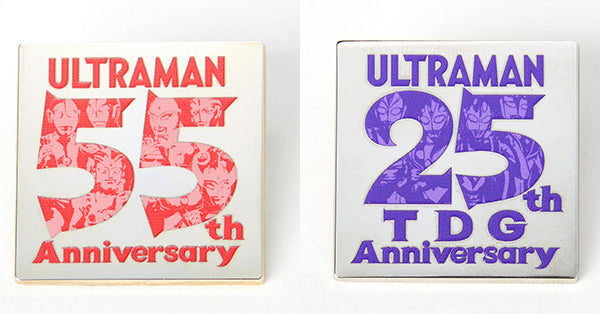 ULTRAMAN
55th
Anniversary
ULTRAMAN
25th
TDG
Anniversary